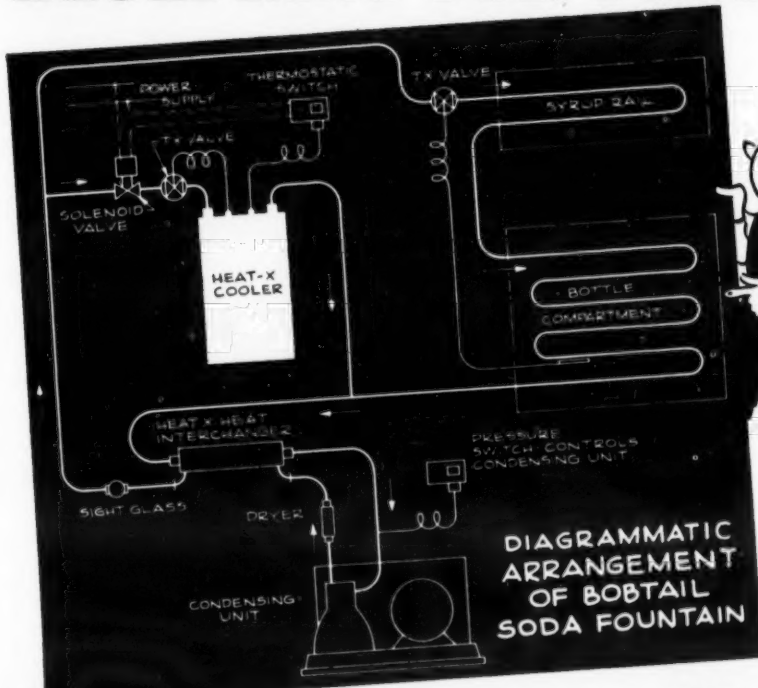 POWER
SUPPLY
THERMOSTATIC
SWITCH
TX VALVE
SYRUP RAIL
TX VALVE
SOLENOID
VALVE
HEAT-X
COOLER
BOTTLE
COMPARTMENT
HEAT X HEAT
INTERCHANGER
PRESSURE
SWITCH CONTROLS
CONDENSING UNIT
SIGHT GLASS
DRYER
CONDENSING
UNIT
DIAGRAMMATIC
ARRANGEMENT
OF BOBTAIL
SODA FOUNTAIN